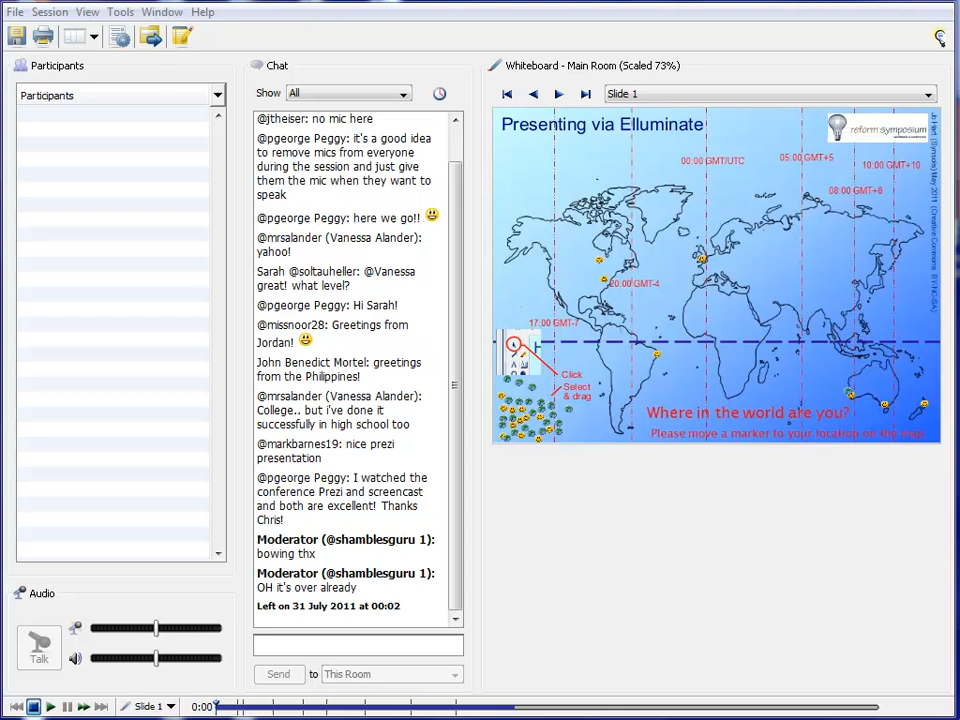 File Session View Tools Window Help
Participants
Participants
Chat
Show All
@jtheiser: no mic here
@pgeorge Peggy: it's a good idea
to remove mics from everyone
during the session and just give
them the mic when they want to
speak
@pgeorge Peggy: here we go!!
@mrsalander (Vanessa Alander):
yahoo!
Sarah @soltauheller: @Vanessa
great! what level?
@pgeorge Peggy: Hi Sarah!
@missnoor28: Greetings from
Jordan!
John Benedict Mortel: greetings
from the Philippines!
@mrsalander (Vanessa Alander):
College.. but i've done it
successfully in high school too
@markbarnes19: nice prezi
presentation
@pgeorge Peggy: I watched the
conference Prezi and screencast
and both are excellent! Thanks
Chris!
Moderator (@shamblesguru 1):
bowing thx
Moderator (@shamblesguru 1):
OH it's over already
Left on 31 July 2011 at 00:02
Send to This Room
Audio
Talk
Whiteboard - Main Room (Scaled 73%)
Slide 1
Presenting via Elluminate
reform symposium
00:00 GMT/UTC
05:00 GMT+5
10:00 GMT+10
08:00 GMT+8
20:00 GMT-4
17:00 GMT-7
Click
Select
& drag
Where in the world are you?
Please move a marker to your location on the map
Slide 1
0:00